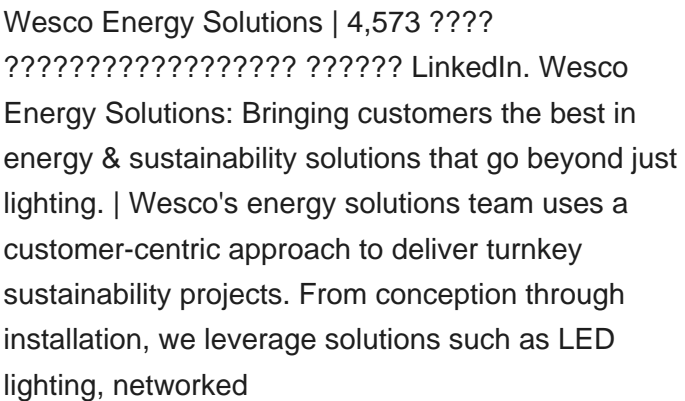 Wesco Energy Solutions | 4,573 ????
?????????????????? ?????? LinkedIn. Wesco
Energy Solutions: Bringing customers the best in
energy & sustainability solutions that go beyond just
lighting. | Wesco's energy solutions team uses a
customer-centric approach to deliver turnkey
sustainability projects. From conception through
installation, we leverage solutions such as LED
lighting, networked